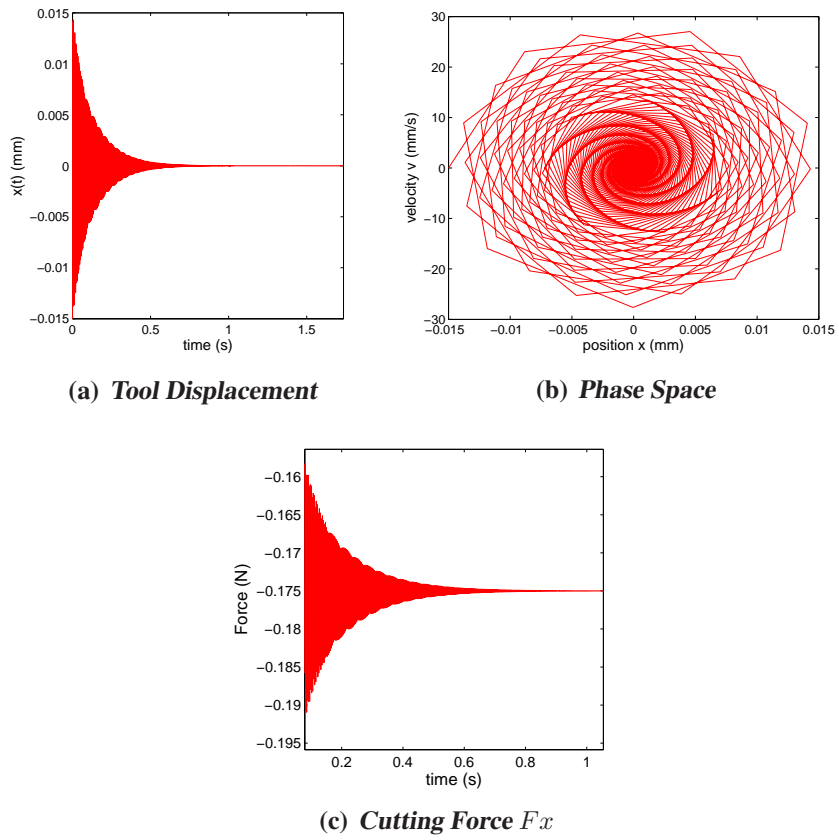 0.015
0.01
0.005
0
−0.005
−0.01
−0.015
x(t) (mm)
0 0.5 1 1.5
time (s)
(a) Tool Displacement
30
20
10
0
−10
−20
−30
velocity v (mm/s)
−0.015 −0.01 −0.005 0 0.005 0.01 0.015
position x (mm)
(b) Phase Space
−0.16
−0.165
−0.17
−0.175
−0.18
−0.185
−0.19
−0.195
Force (N)
0.2 0.4 0.6 0.8 1
time (s)
(c) Cutting Force Fx